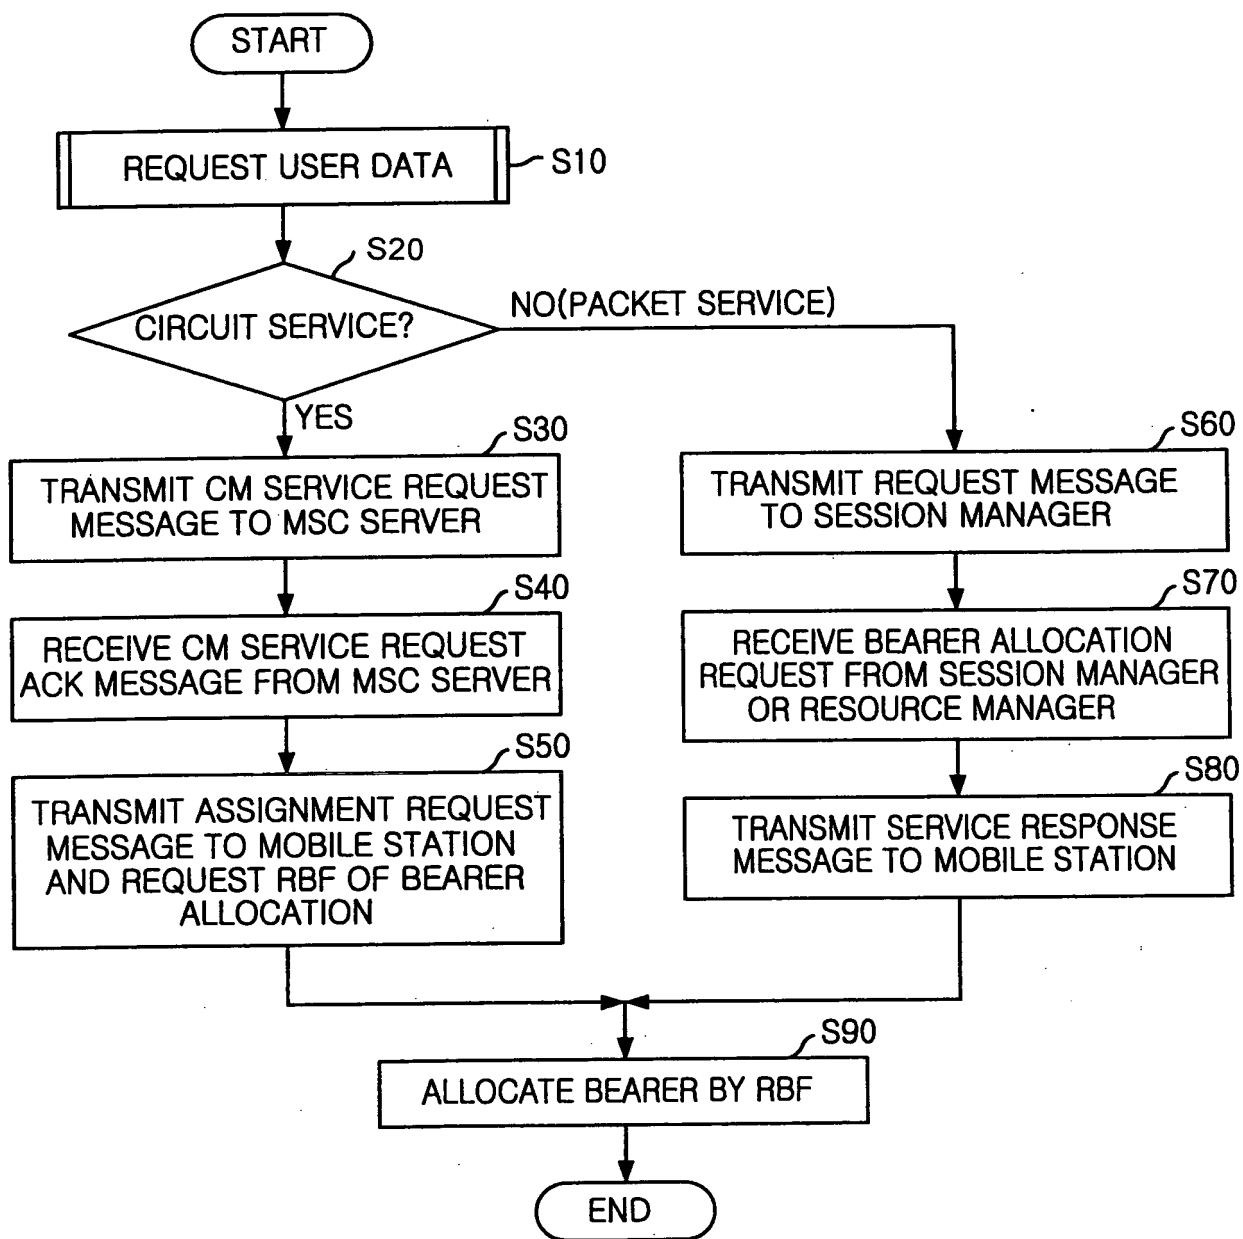 START
REQUEST USER DATA
S10
S20
CIRCUIT SERVICE?
NO(PACKET SERVICE)
YES
S30
TRANSMIT CM SERVICE REQUEST
MESSAGE TO MSC SERVER
S40
RECEIVE CM SERVICE REQUEST
ACK MESSAGE FROM MSC SERVER
S50
TRANSMIT ASSIGNMENT REQUEST
MESSAGE TO MOBILE STATION
AND REQUEST RBF OF BEARER
ALLOCATION
S60
TRANSMIT REQUEST MESSAGE
TO SESSION MANAGER
S70
RECEIVE BEARER ALLOCATION
REQUEST FROM SESSION MANAGER
OR RESOURCE MANAGER
S80
TRANSMIT SERVICE RESPONSE
MESSAGE TO MOBILE STATION
S90
ALLOCATE BEARER BY RBF
END